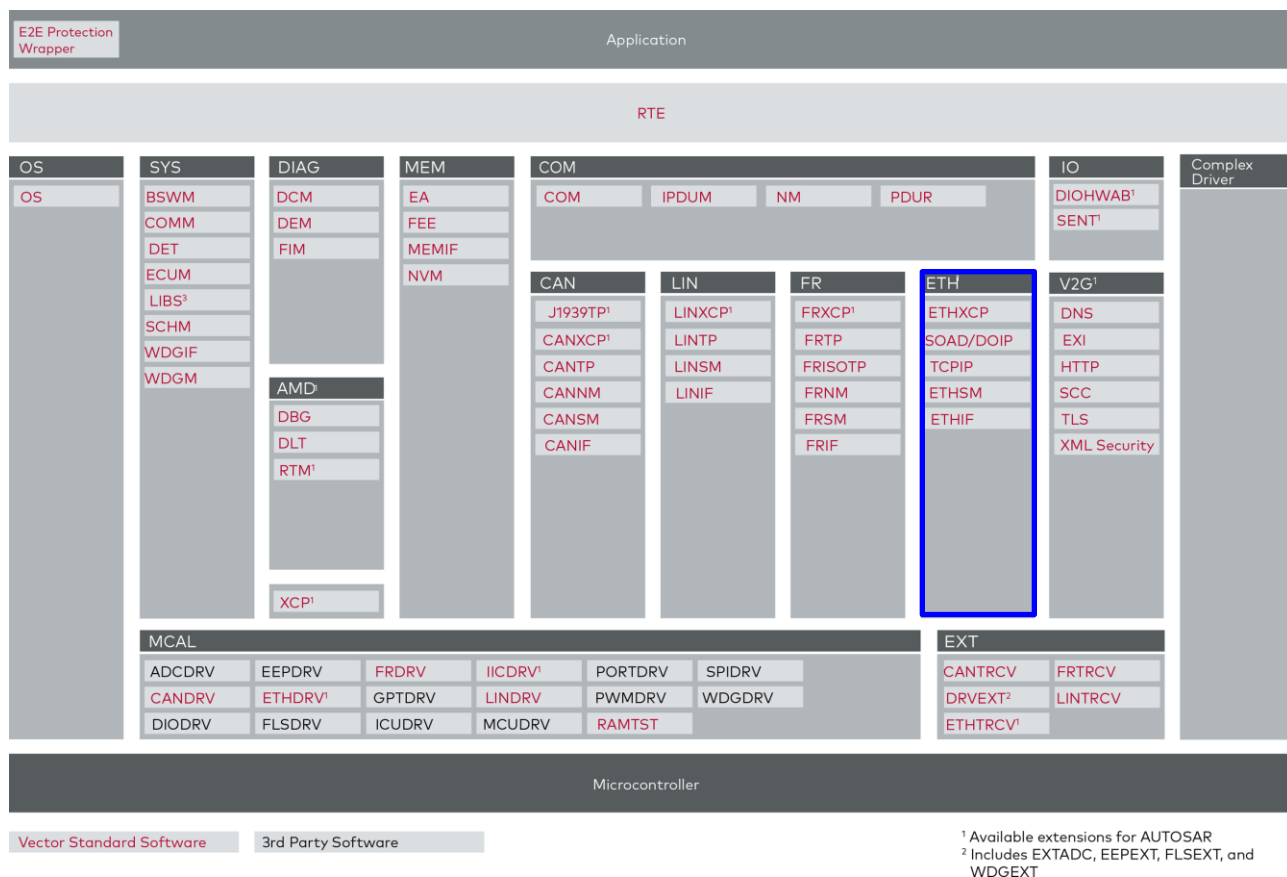 E2E Protection
Wrapper
Application
RTE
OS
OS
SYS
BSWM
COMM
DET
ECUM
LIBS³
SCHM
WDGIF
WDGM
DIAG
DCM
DEM
FIM
AMD¹
DBG
DLT
RTM¹
XCP¹
MEM
EA
FEE
MEMIF
NVM
COM
COM
IPDUM
NM
PDUR
CAN
J1939TP¹
CANXCP¹
CANTP
CANNM
CANSM
CANIF
LIN
LINXCP¹
LINTP
LINSM
LINIF
FR
FRXCP¹
FRTP
FRISOTP
FRNM
FRSM
FRIF
ETH
ETHXCP
SOAD/DOIP
TCPIP
ETHSM
ETHIF
IO
DIOHWAB¹
SENT¹
V2G¹
DNS
EXI
HTTP
SCC
TLS
XML Security
Complex
Driver
MCAL
ADCDRV
EEPDRV
FRDRV
IICDRV¹
PORTDRV
SPIDRV
CANDRV
ETHDRV¹
GPTDRV
LINDRV
PWMDRV
WDGDRV
DIODRV
FLSDRV
ICUDRV
MCUDRV
RAMTST
EXT
CANTRCV
FRTRCV
DRVEXT²
LINTRCV
ETHTRCV¹
Microcontroller
Vector Standard Software
3rd Party Software
¹ Available extensions for AUTOSAR
² Includes EXTADC, EEPEXT, FLSEXT, and
WDGEXT